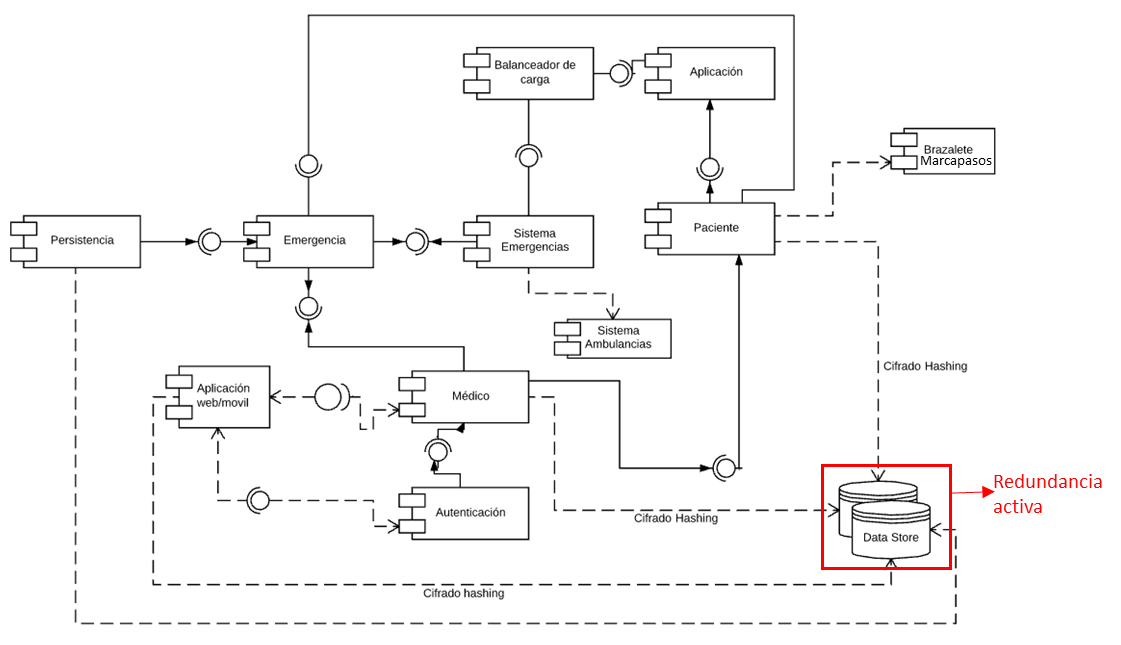 Balanceador de
carga
Aplicación
Brazalete
Marcapasos
Persistencia
Emergencia
Sistema
Emergencias
Paciente
Sistema
Ambulancias
Cifrado Hashing
Aplicación
web/movil
Médico
Redundancia
activa
Autenticación
Cifrado Hashing
Data Store
Cifrado hashing